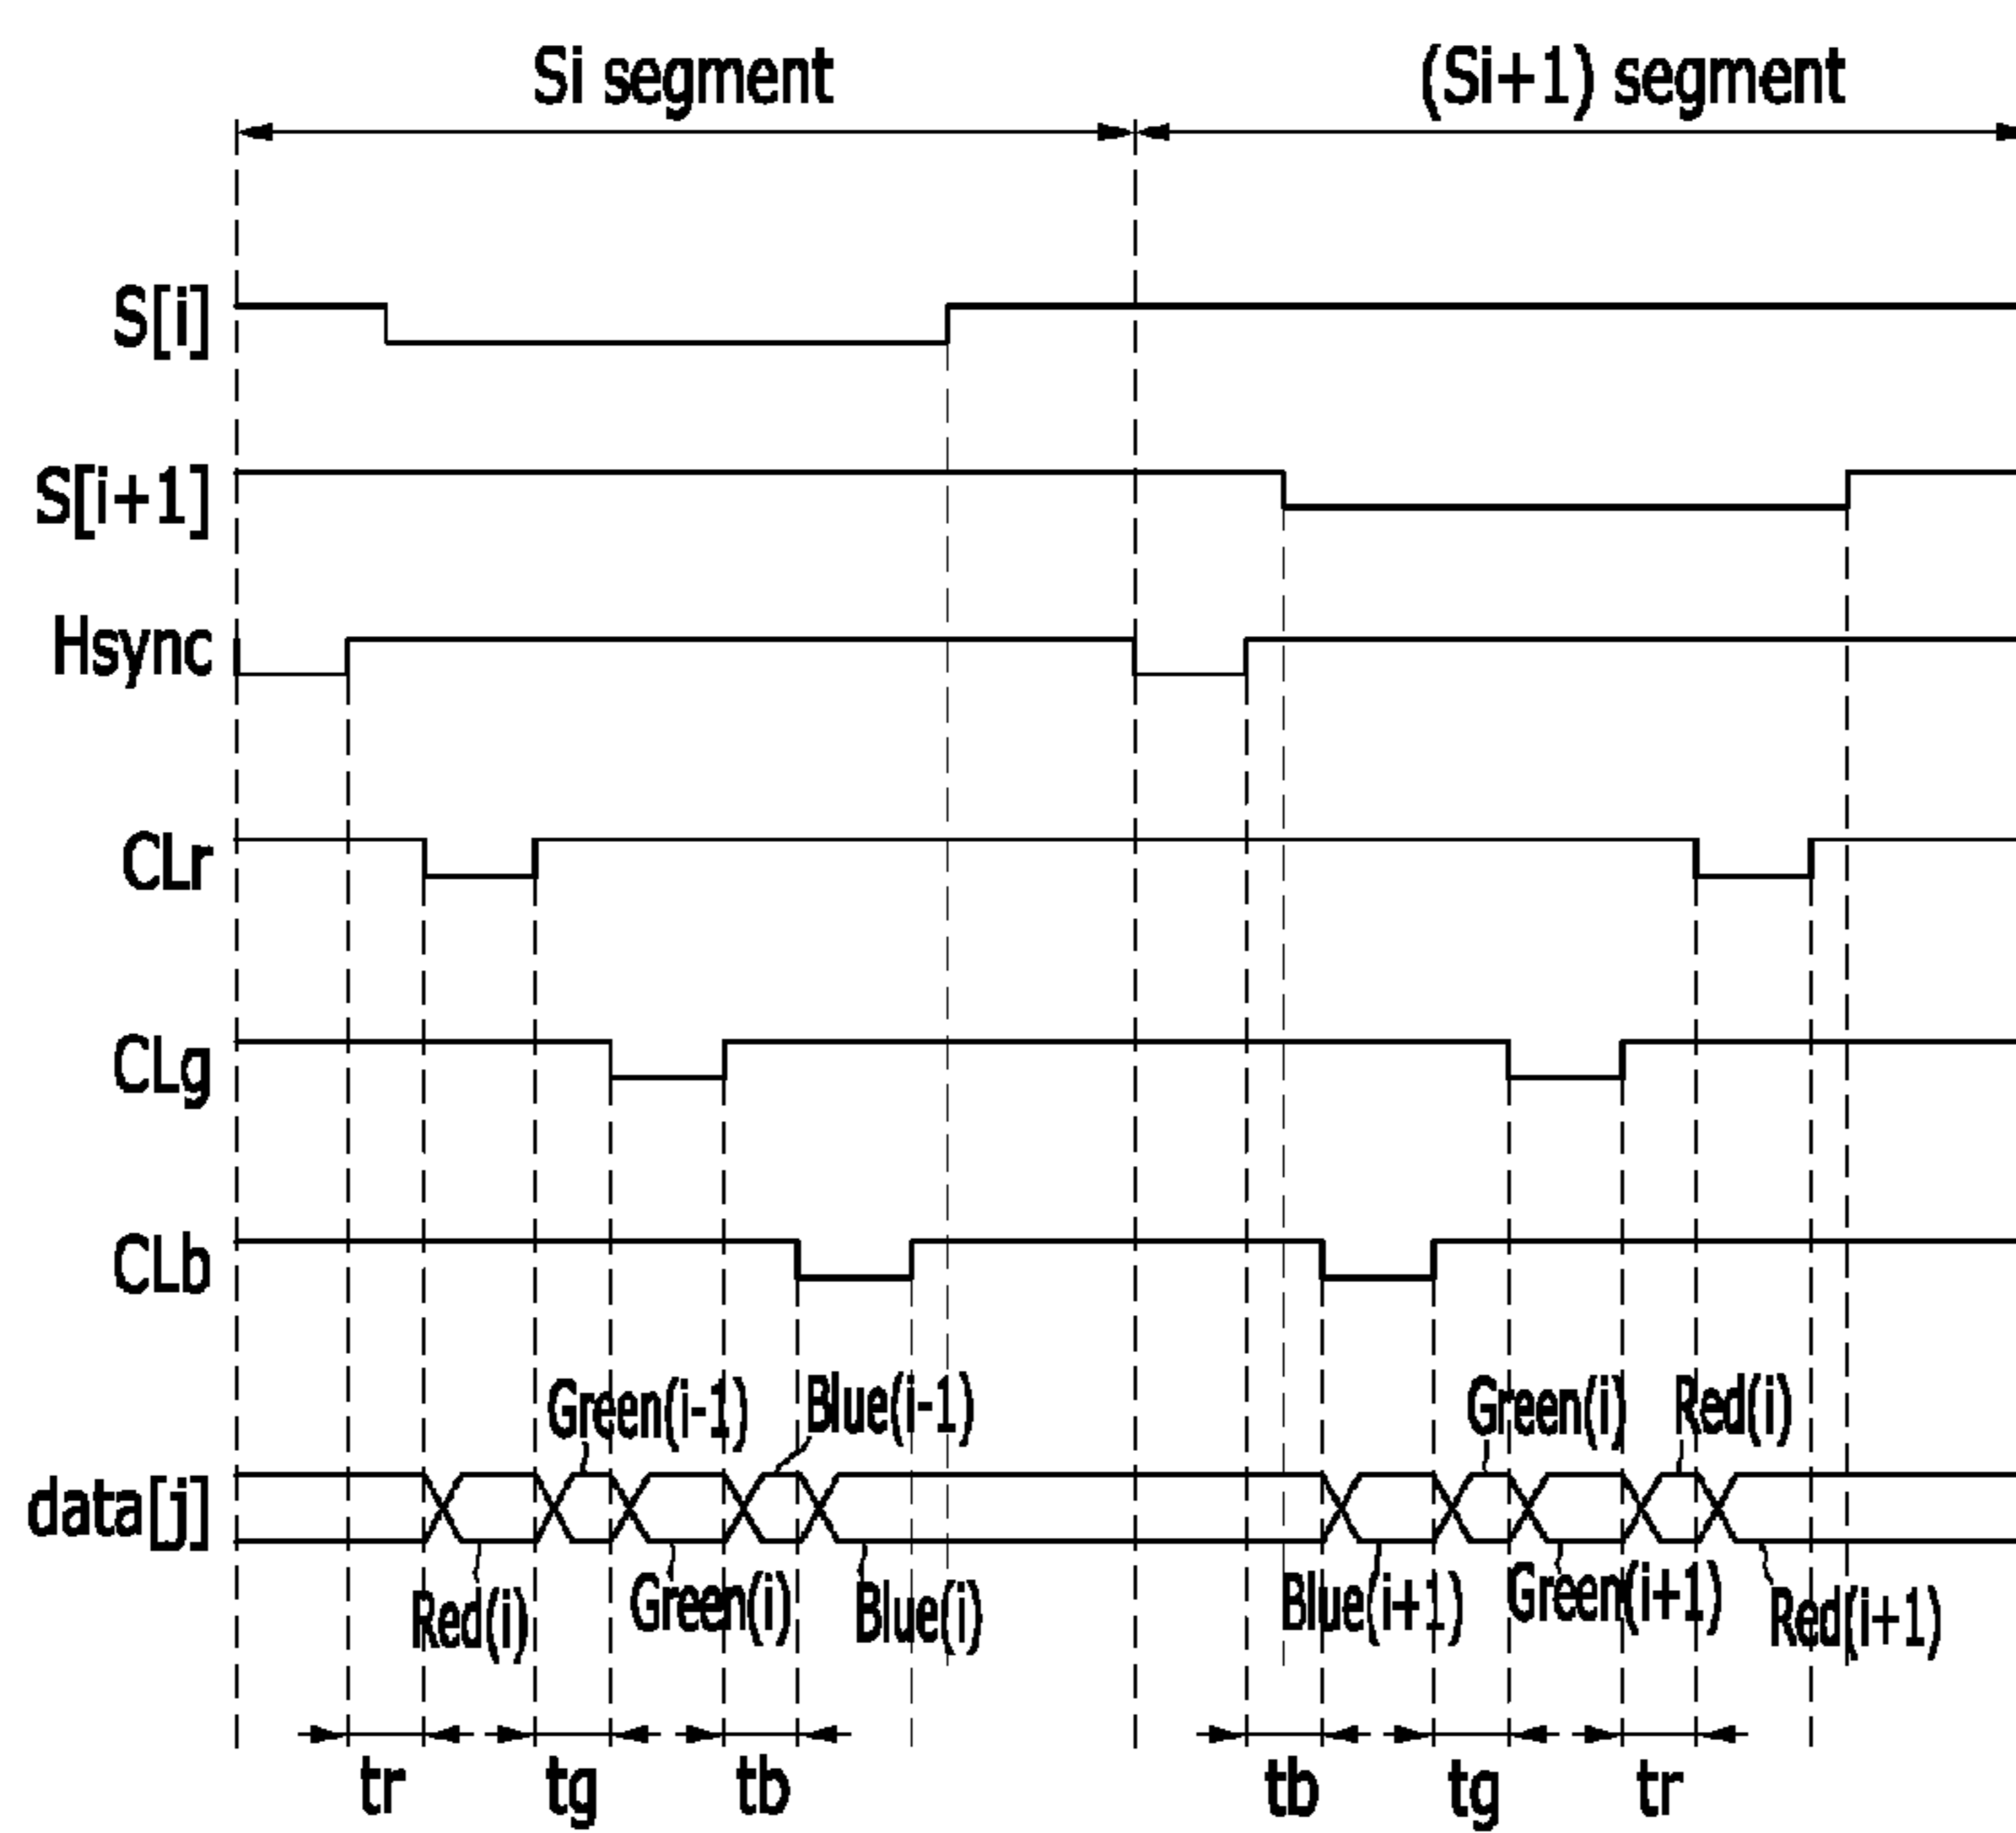 Si segment
(Si+1) segment
S[i]
S[i+1]
Hsync
CLr
CLg
CLb
Green(i-1)
Blue(i-1)
Green(i)
Red(i)
data[j]
Red(i)
Green(i)
Blue(i)
Blue(i+1)
Green(i+1)
Red(i+1)
tr
tg
tb
tb
tg
tr